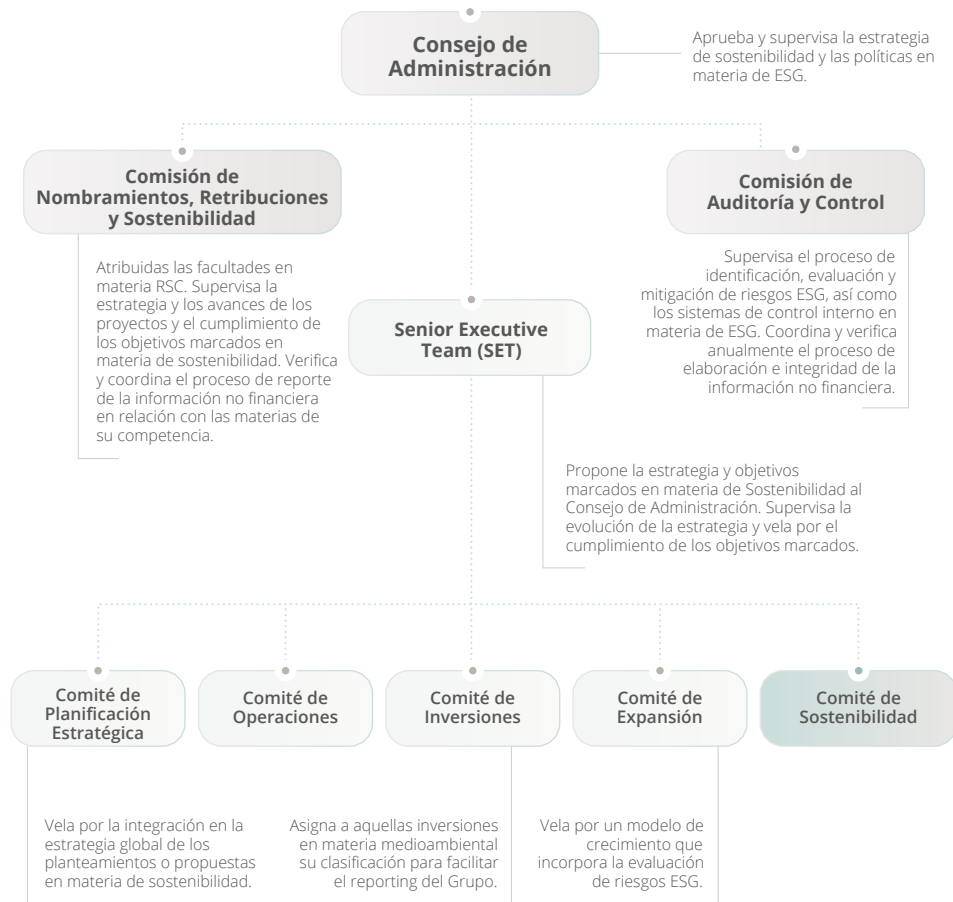 Consejo de
Administración
Aprueba y supervisa la estrategia
de sostenibilidad y las políticas en
materia de ESG.
Comisión de
Nombramientos, Retribuciones
y Sostenibilidad
Comisión de
Auditoría y Control
Atribuidas las facultades en
materia RSC. Supervisa la
estrategia y los avances de los
proyectos y el cumplimiento de
los objetivos marcados en
materia de sostenibilidad. Verifica
y coordina el proceso de reporte
de la información no financiera
en relación con las materias de
su competencia.
Senior Executive
Team (SET)
Supervisa el proceso de
identificación, evaluación y
mitigación de riesgos ESG, así como
los sistemas de control interno en
materia de ESG. Coordina y verifica
anualmente el proceso de
elaboración e integridad de la
información no financiera.
Propone la estrategia y objetivos
marcados en materia de Sostenibilidad al
Consejo de Administración. Supervisa la
evolución de la estrategia y vela por el
cumplimiento de los objetivos marcados.
Comité de
Planificación
Estratégica
Comité de
Operaciones
Comité de
Inversiones
Comité de
Expansión
Comité de
Sostenibilidad
Vela por la integración en la
estrategia global de los
planteamientos o propuestas
en materia de sostenibilidad.
Asigna a aquellas inversiones
en materia medioambiental
su clasificación para facilitar
el reporting del Grupo.
Vela por un modelo de
crecimiento que
incorpora la evaluación
de riesgos ESG.